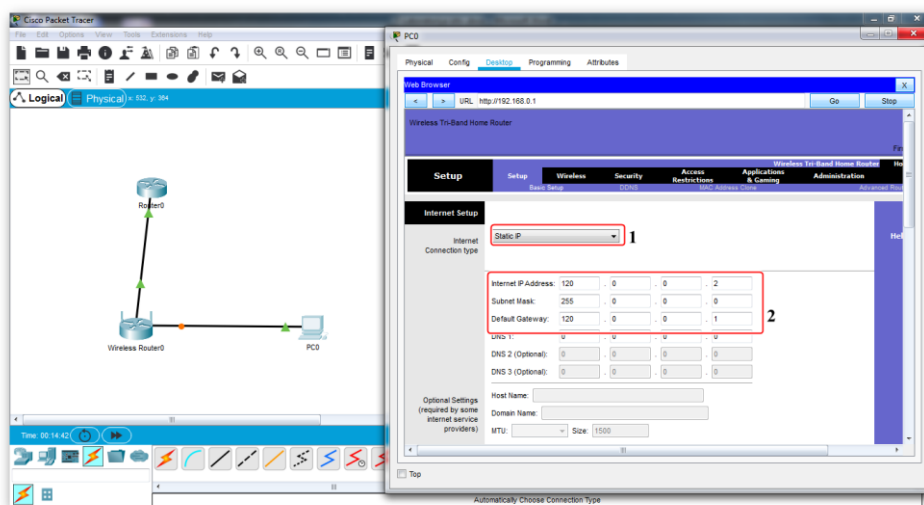 Cisco Packet Tracer
File Edit Options View Tools Extensions Help
Logical
Physical x: 532, y: 364
Router0
Wireless Router0
PC0
Time: 00:14:42
PC0
Physical Config Desktop Programming Attributes
Web Browser X
< > URL http://192.168.0.1 Go Stop
Wireless Tri-Band Home Router
Wireless Tri-Band Home Router
Setup
Setup Wireless Security Access Restrictions Applications & Gaming Administration
Basic Setup DDNS MAC Address Clone
Internet Setup
Internet Connection type
Static IP
1
Internet IP Address: 120 . 0 . 0 . 2
Subnet Mask: 255 . 0 . 0 . 0
Default Gateway: 120 . 0 . 0 . 1
2
DNS 1: 0 . 0 . 0 . 0
DNS 2 (Optional): 0 . 0 . 0 . 0
DNS 3 (Optional): 0 . 0 . 0 . 0
Optional Settings
(required by some
internet service
providers)
Host Name:
Domain Name:
MTU: Size: 1500
Top
Automatically Choose Connection Type